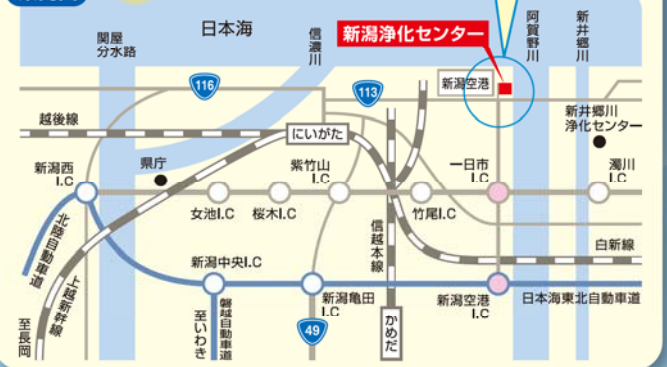 日本海
関屋
分水路
信濃川
新潟浄化センター
阿賀野川
新井郷川
116
113
新潟空港
越後線
にいがた
新井郷川
浄化センター
新潟西
I.C
県庁
紫竹山
I.C
一日市
I.C
濁川
I.C
女池I.C
桜木I.C
竹尾I.C
北陸自動車道
上越新幹線
信越本線
白新線
新潟中央I.C
新潟亀田
I.C
新潟空港
I.C
日本海東北自動車道
至長岡
至いわき
磐越自動車道
49
かめだ